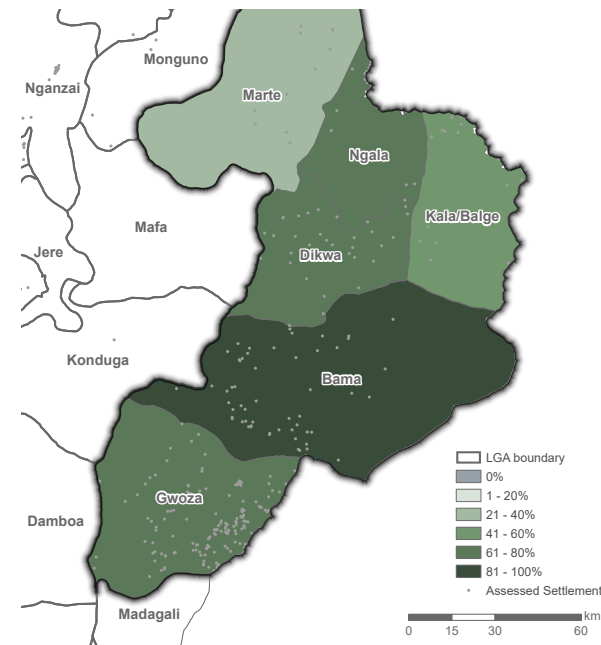 Monguno
Nganzai
Marte
Ngala
Kala/Balge
Mafa
Jere
Dikwa
Konduga
Bama
Gwoza
Damboa
Madagali
LGA boundary
0%
1 - 20%
21 - 40%
41 - 60%
61 - 80%
81 - 100%
Assessed Settlement
km
0 15 30 60